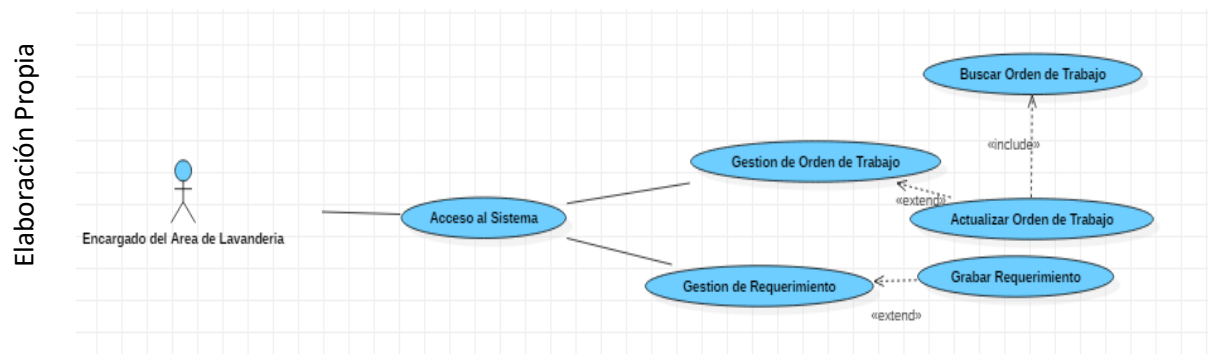 Elaboración Propia
Buscar Orden de Trabajo
«include»
Gestion de Orden de Trabajo
«extend»
Acceso al Sistema
Actualizar Orden de Trabajo
Encargado del Area de Lavanderia
Gestion de Requerimiento
Grabar Requerimiento
«extend»